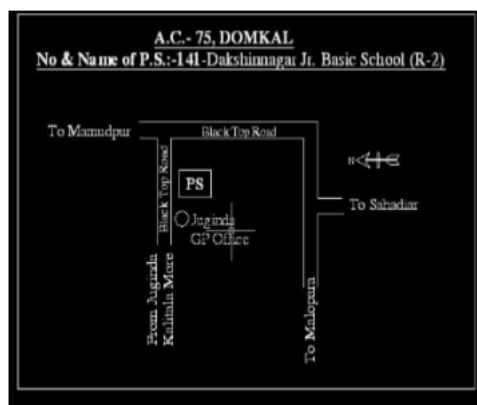 A.C.- 75, DOMKAL
No & Name of P.S.:-141-Dakshinnagar Jr. Basic School (R-2)
To Mamudpur
Black Top Road
Black Top Road
PS
N
To Sahadiar
Juginda
GP Office
From Juginda
Kalitala More
To Malopara